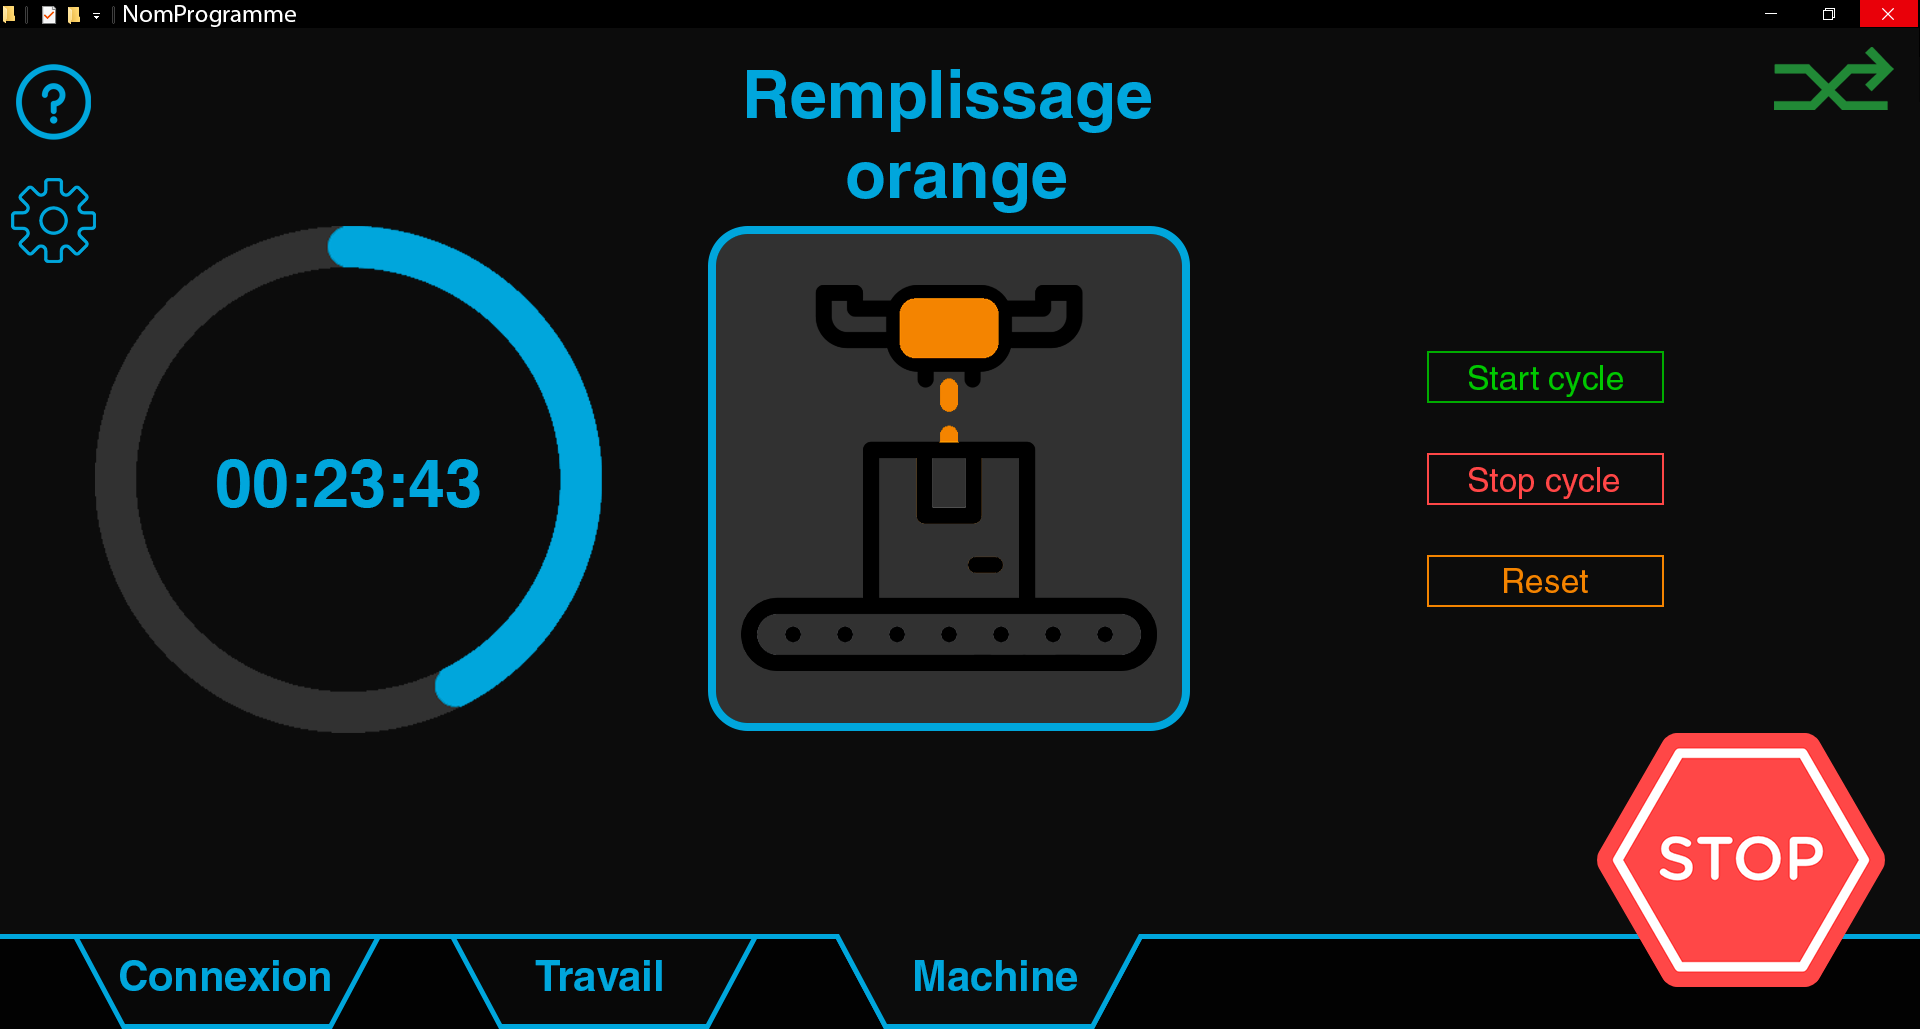 NomProgramme
?
Remplissage
orange
00:23:43
Start cycle
Stop cycle
Reset
STOP
Connexion
Travail
Machine